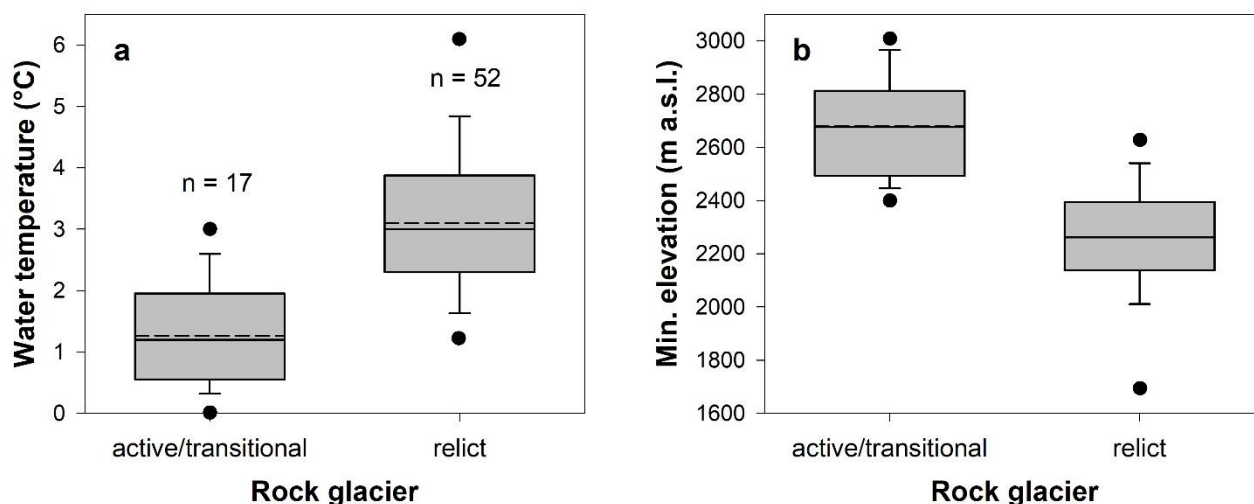 a
Water temperature (°C)
6
5
4
3
2
1
0
n = 17
n = 52
active/transitional
relict
Rock glacier
b
Min. elevation (m a.s.l.)
3000
2800
2600
2400
2200
2000
1800
1600
active/transitional
relict
Rock glacier